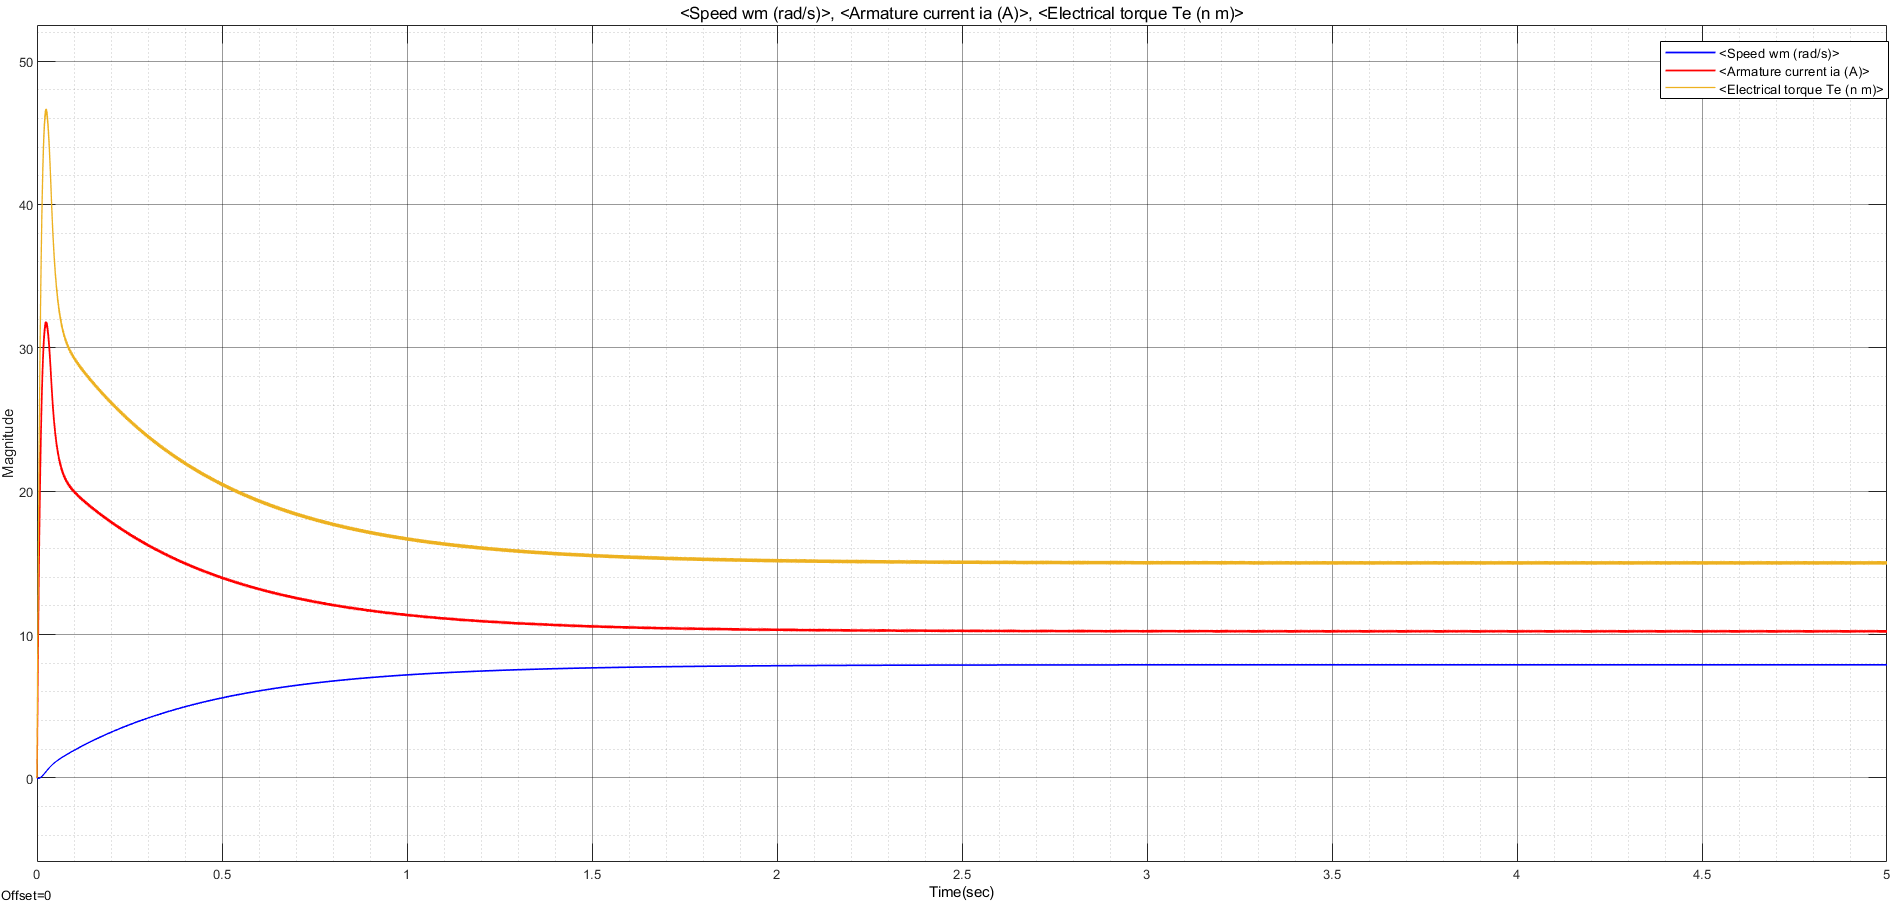 <Speed wm (rad/s)>, <Armature current ia (A)>, <Electrical torque Te (n m)>
<Speed wm (rad/s)>
<Armature current ia (A)>
<Electrical torque Te (n m)>
Magnitude
50
40
30
20
10
0
0 0.5 1 1.5 2 2.5 3 3.5 4 4.5 5
Time(sec)
Offset=0